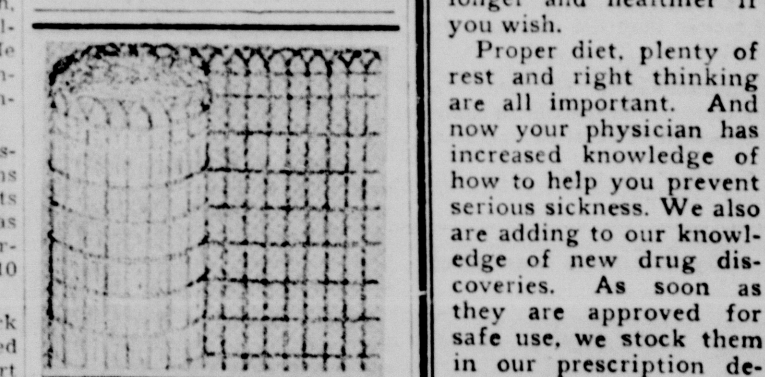 you wish.
Proper diet, plenty of
rest and right thinking
are all important. And
now your physician has
increased knowledge of
how to help you prevent
serious sickness. We also
are adding to our knowl-
edge of new drug dis-
coveries. As soon as
they are approved for
safe use, we stock them
in our prescription de-